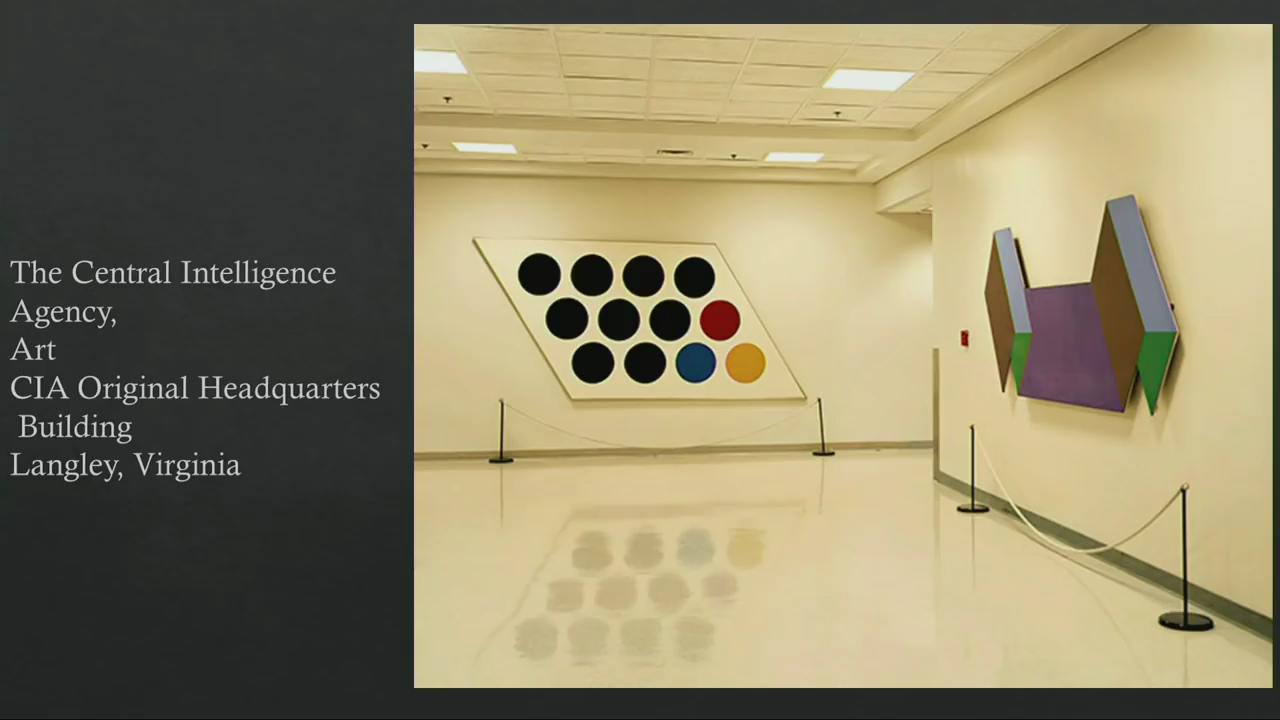 The Central Intelligence
Agency,
Art
CIA Original Headquarters
Building
Langley, Virginia